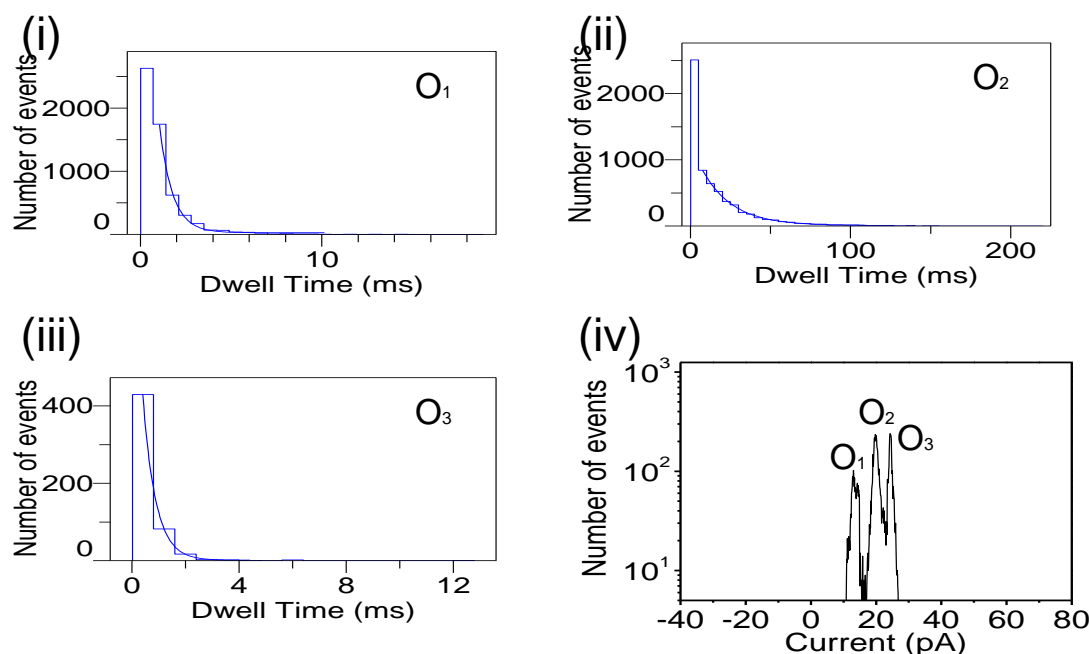 (i)
Number of events
2000
1000
0
O₁
0 10
Dwell Time (ms)
(ii)
Number of events
2000
1000
0
O₂
0 100 200
Dwell Time (ms)
(iii)
Number of events
400
200
0
O₃
0 4 8 12
Dwell Time (ms)
(iv)
Number of events
10³
10²
10¹
O₁
O₂
O₃
-40 -20 0 20 40 60 80
Current (pA)